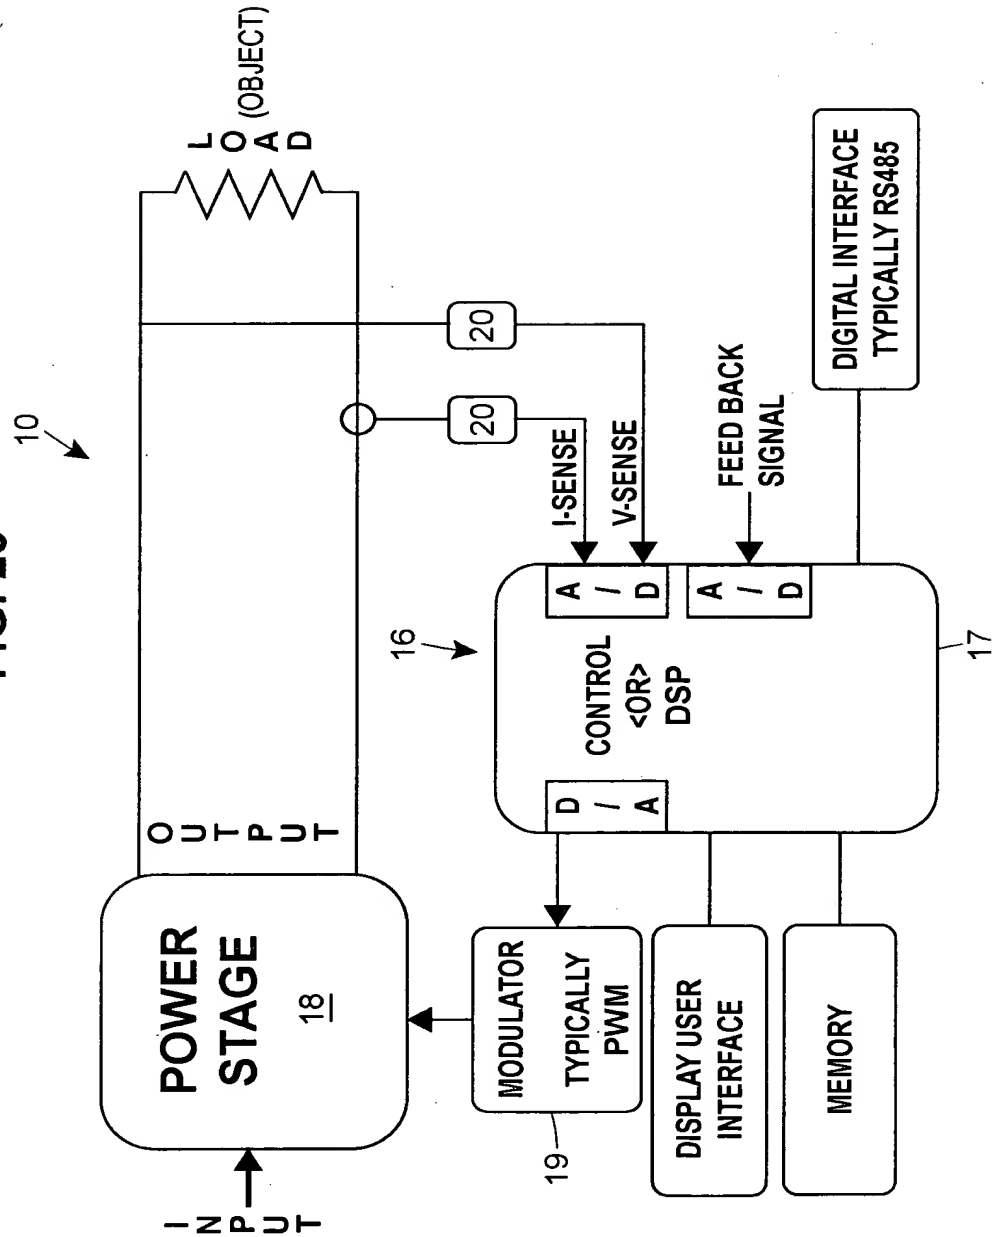 10
INPUT
POWER
STAGE
18
OUTPUT
LOAD
(OBJECT)
20
20
I-SENSE
V-SENSE
16
19
MODULATOR
TYPICALLY
PWM
D/A
CONTROL
<OR>
DSP
A/D
A/D
FEED BACK
SIGNAL
DISPLAY USER
INTERFACE
MEMORY
17
DIGITAL INTERFACE
TYPICALLY RS485